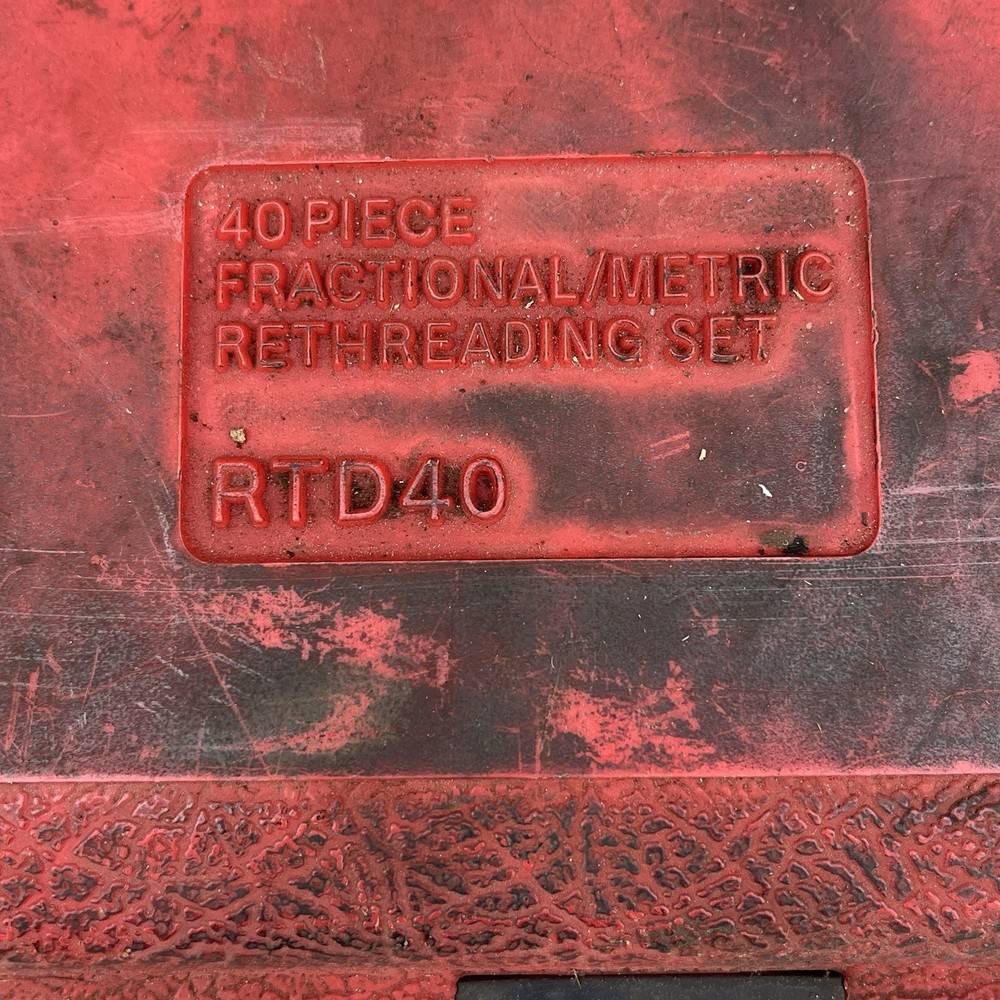 40 PIECE
FRACTIONAL/METRIC
RETHREADING SET
RTD40